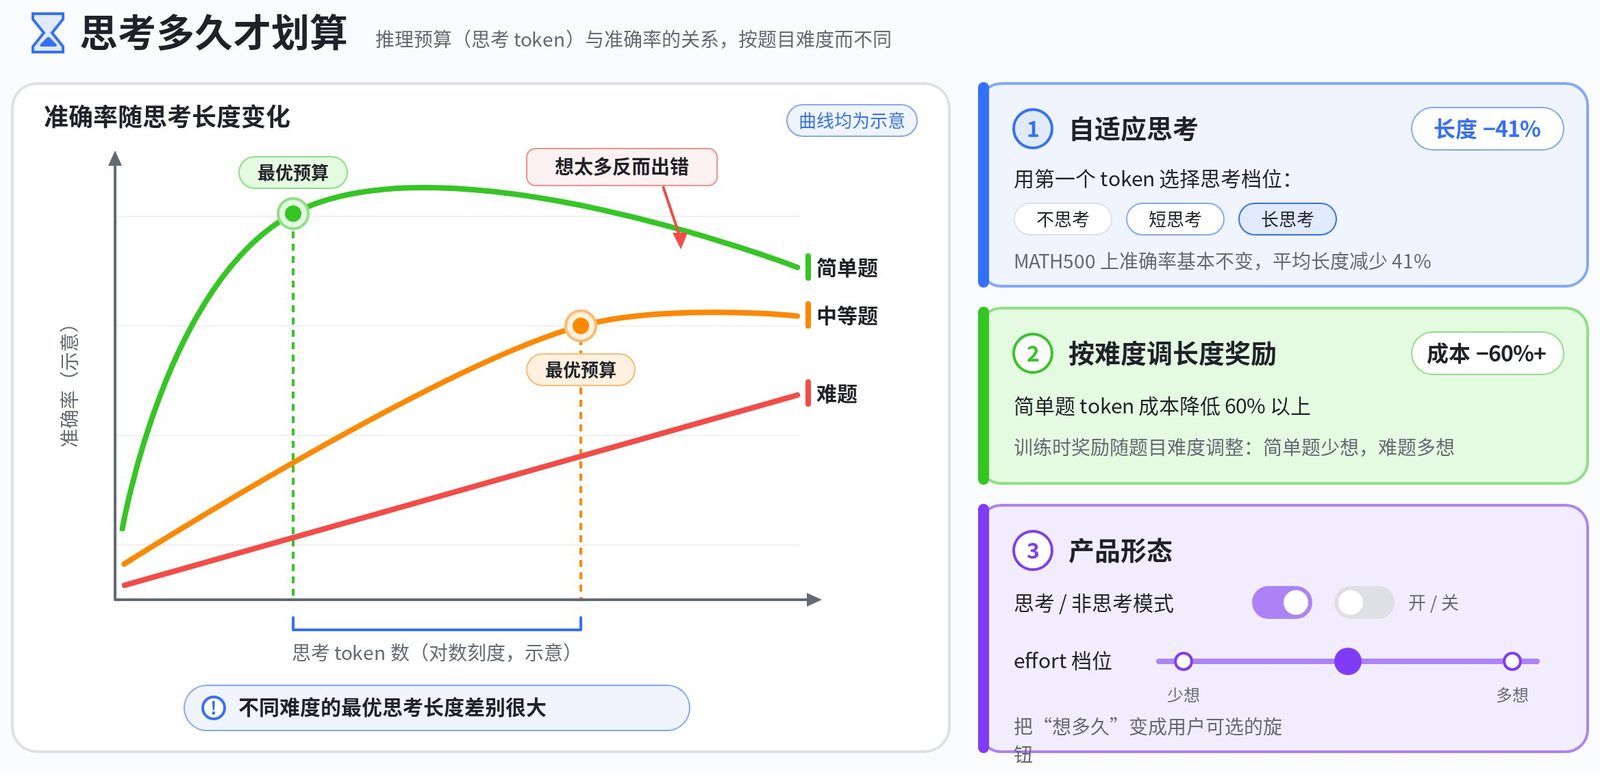 思考多久才划算
推理预算（思考 token）与准确率的关系，按题目难度而不同
准确率随思考长度变化
曲线均为示意
最优预算
想太多反而出错
简单题
中等题
最优预算
难题
准确率（示意）
思考 token 数（对数刻度，示意）
! 不同难度的最优思考长度差别很大
1 自适应思考
长度 −41%
用第一个 token 选择思考档位：
不思考
短思考
长思考
MATH500 上准确率基本不变，平均长度减少 41%
2 按难度调长度奖励
成本 −60%+
简单题 token 成本降低 60% 以上
训练时奖励随题目难度调整：简单题少想，难题多想
3 产品形态
思考 / 非思考模式
开 / 关
effort 档位
少想
多想
把“想多久”变成用户可选的旋
钮